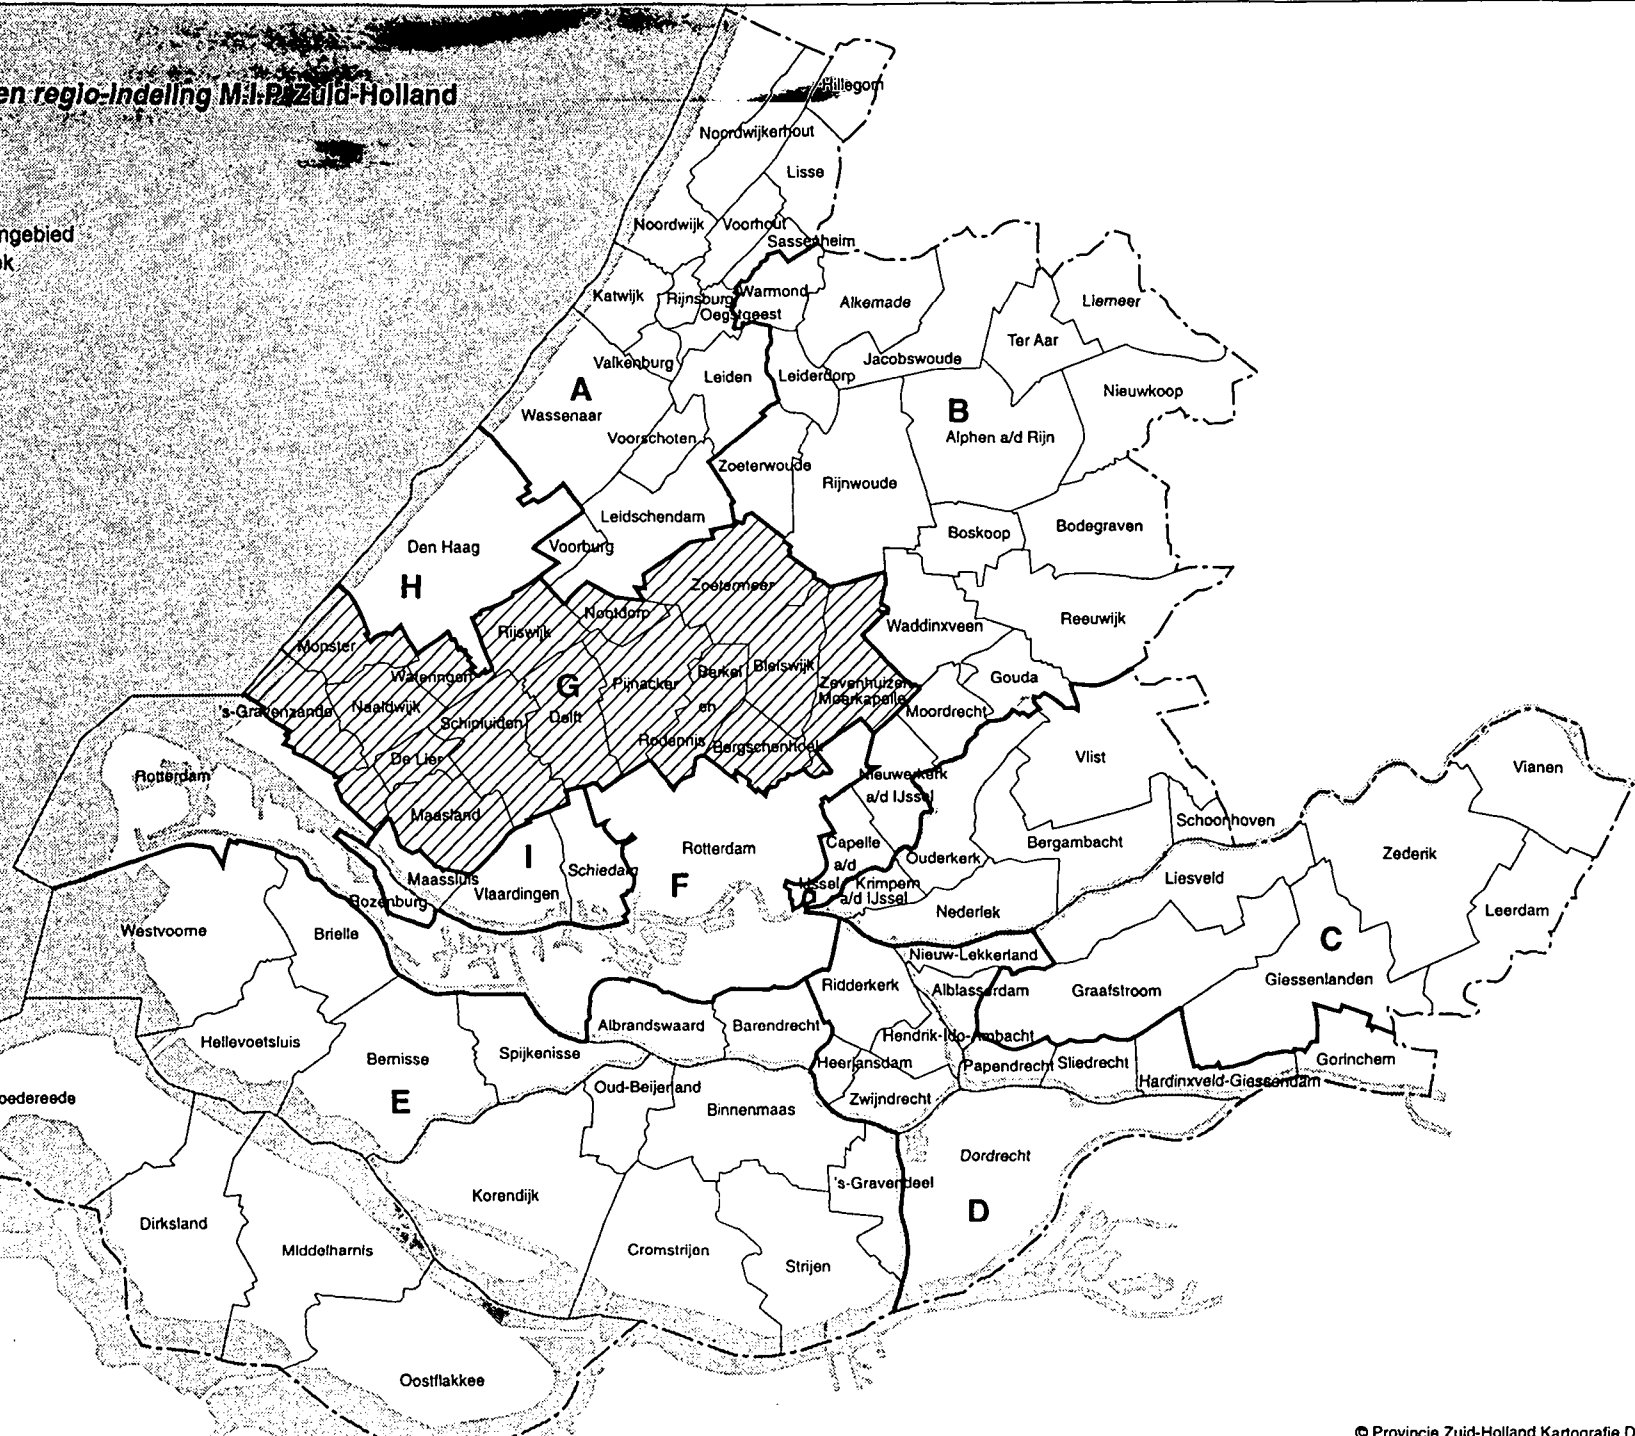 en regio-indeling M.I.P. Zuid-Holland
Hillegom
Noordwijkerhout
Lisse
Noordwijk
Voorhout
Sassenheim
ngebied
ek
Katwijk
Rijnsburg
Warmond
Oegstgeest
Alkemade
Liemeer
Ter Aar
Valkenburg
Leiden
Leiderdorp
Jacobswoude
Nieuwkoop
A
B
Wassenaar
Voorschoten
Alphen a/d Rijn
Zoeterwoude
Rijnwoude
Leidschendam
Boskoop
Bodegraven
Den Haag
Voorburg
H
Zoetermeer
Nootdorp
Waddinxveen
Reeuwijk
Monster
Rijswijk
Wateringen
G
Pijnacker
Berkel
en
Rodenrijs
Bleiswijk
Zevenhuizen
Moerkapelle
Gouda
's-Gravenzande
Naaldwijk
Schipluiden
Delft
Moordrecht
De Lier
Bergschenhoek
Vlist
Vianen
Rotterdam
Nieuwerkerk
a/d IJssel
Maasland
Schoonhoven
Capelle
a/d
IJssel
Bergambacht
Zederik
I
Rotterdam
Ouderkerk
Maassluis
Vlaardingen
Schiedam
F
Krimpen
a/d IJssel
Liesveld
Rozenburg
Nederlek
Leerdam
Westvoorne
Brielle
C
Nieuw-Lekkerland
Ridderkerk
Alblasserdam
Graafstroom
Giessenlanden
Albrandswaard
Barendrecht
Hendrik-Ido-Ambacht
Hellevoetsluis
Bernisse
Spijkenisse
Heerjansdam
Papendrecht
Sliedrecht
Gorinchem
Hardinxveld-Giessendam
oedereede
E
Oud-Beijerland
Binnenmaas
Zwijndrecht
Dordrecht
's-Gravendeel
Korendijk
D
Dirksland
Middelharnis
Cromstrijen
Strijen
Oostflakkee
© Provincie Zuid-Holland Kartografie D